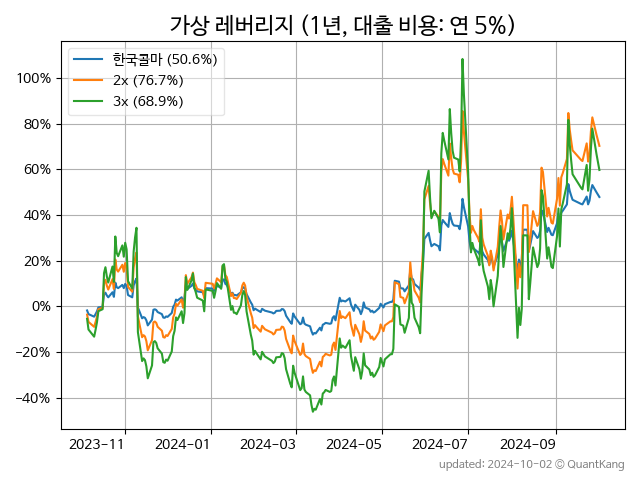 가상 레버리지 (1년, 대출 비용: 연 5%)
한국콜마 (50.6%)
2x (76.7%)
3x (68.9%)
100%
80%
60%
40%
20%
0%
−20%
−40%
2023-11
2024-01
2024-03
2024-05
2024-07
2024-09
updated: 2024-10-02 © QuantKang